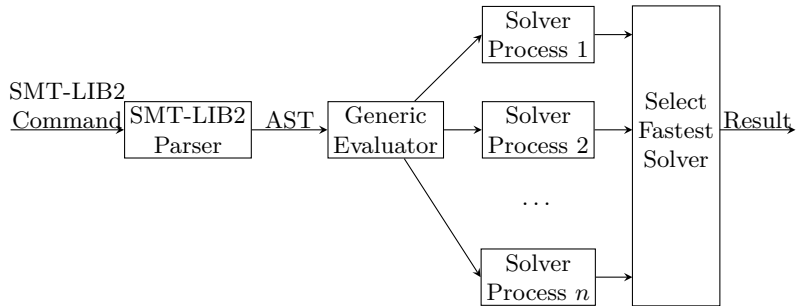 SMT-LIB2
Command
SMT-LIB2
Parser
AST
Generic
Evaluator
Solver
Process 1
Solver
Process 2
...
Solver
Process n
Select
Fastest
Solver
Result